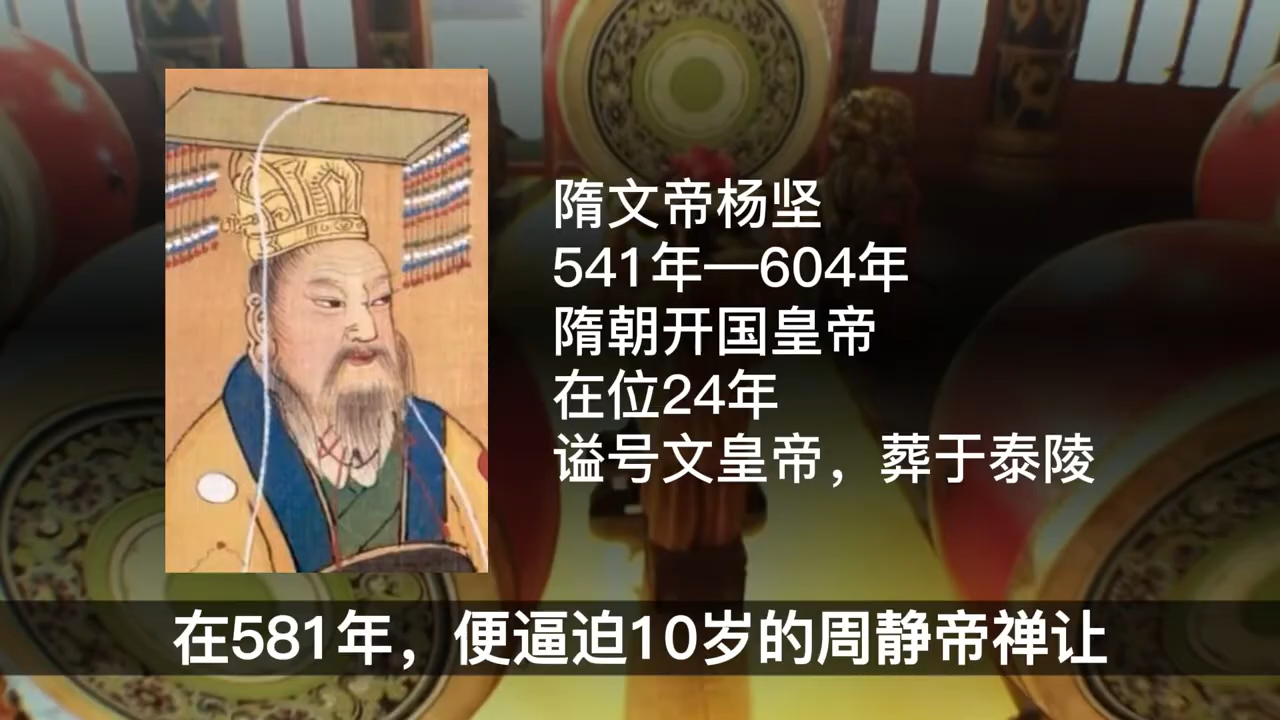 隋文帝杨坚
541年—604年
隋朝开国皇帝
在位24年
谥号文皇帝，葬于泰陵
在581年，便逼迫10岁的周静帝禅让